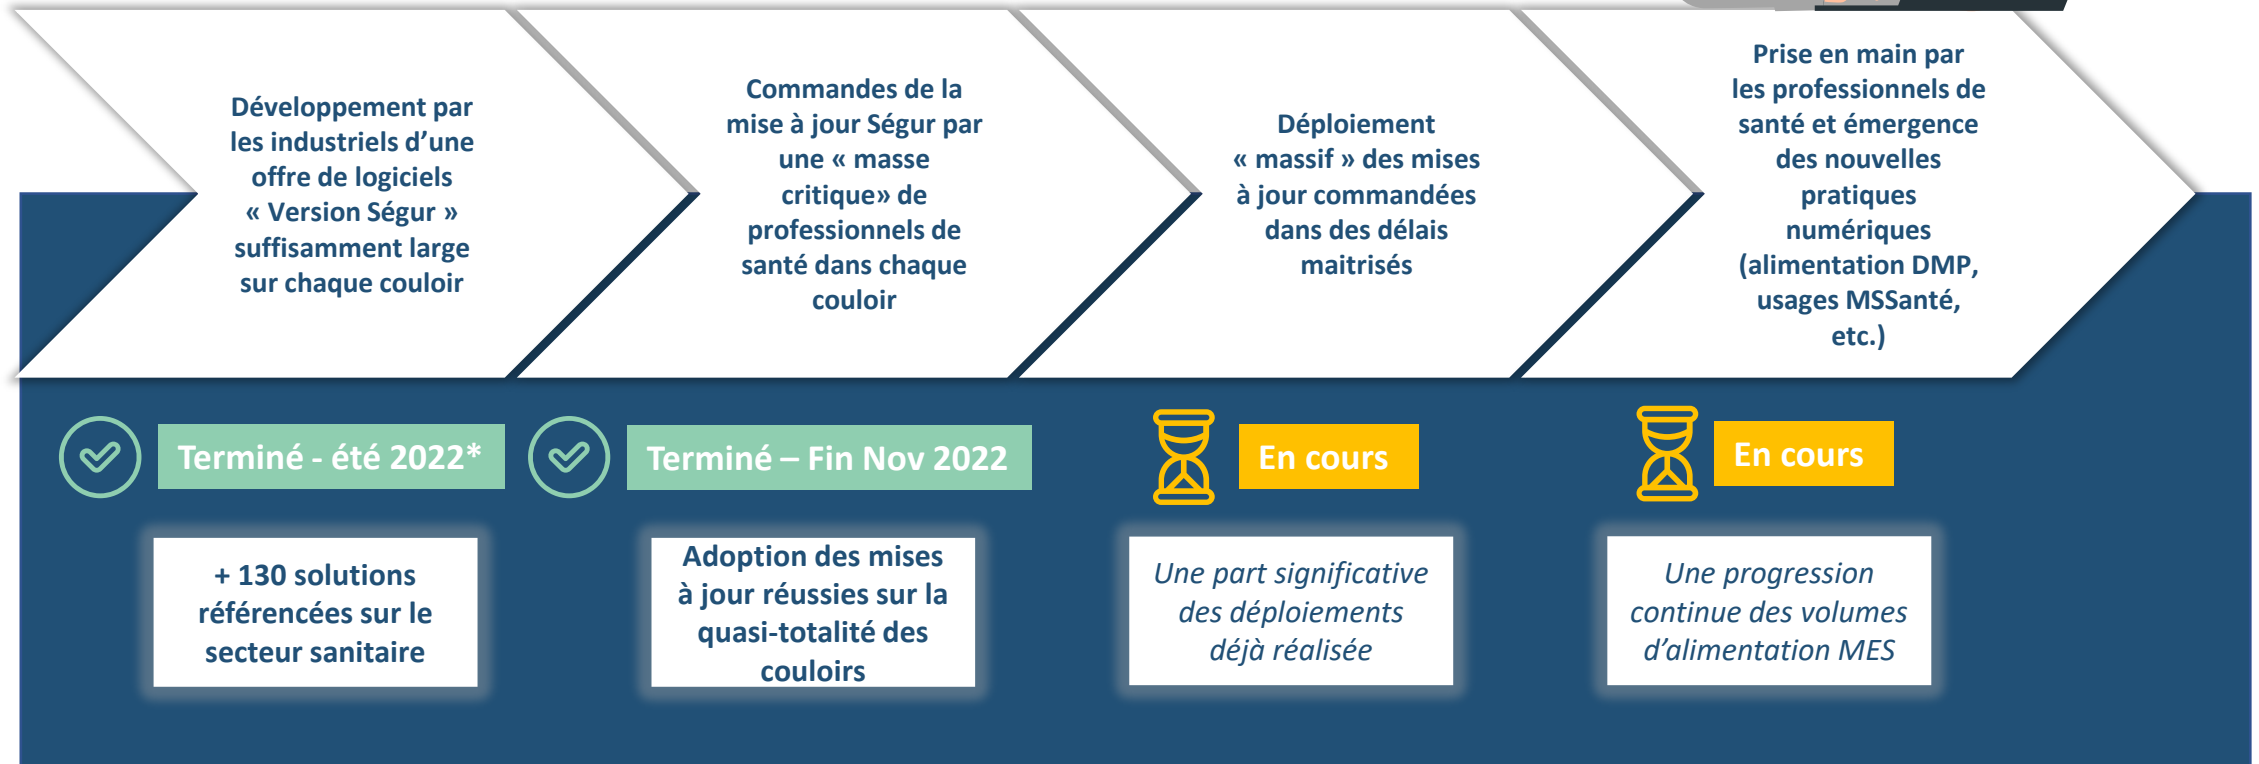 Développement par
les industriels d’une
offre de logiciels
« Version Ségur »
suffisamment large
sur chaque couloir
Commandes de la
mise à jour Ségur par
une « masse
critique» de
professionnels de
santé dans chaque
couloir
Déploiement
« massif » des mises
à jour commandées
dans des délais
maitrisés
Prise en main par
les professionnels de
santé et émergence
des nouvelles
pratiques
numériques
(alimentation DMP,
usages MSSanté,
etc.)
Terminé - été 2022*
Terminé – Fin Nov 2022
En cours
En cours
+ 130 solutions
référencées sur le
secteur sanitaire
Adoption des mises
à jour réussies sur la
quasi-totalité des
couloirs
Une part significative
des déploiements
déjà réalisée
Une progression
continue des volumes
d’alimentation MES